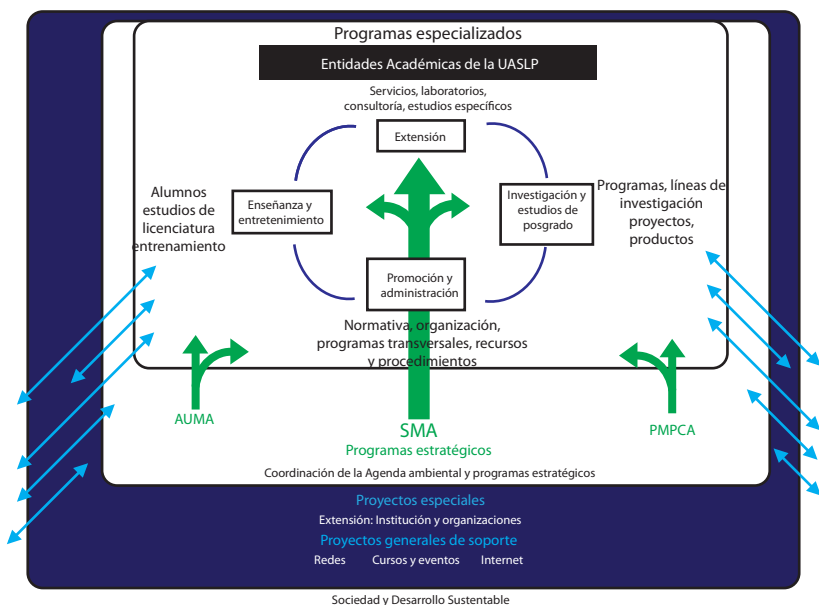 Programas especializados
Entidades Académicas de la UASLP
Servicios, laboratorios,
consultoría, estudios específicos
Extensión
Alumnos
estudios de
licenciatura
entrenamiento
Enseñanza y
entretenimiento
Investigación y
estudios de
posgrado
Programas, líneas de
investigación
proyectos,
productos
Promoción y
administración
Normativa, organización,
programas transversales, recursos
y procedimientos
AUMA
SMA
PMPCA
Programas estratégicos
Coordinación de la Agenda ambiental y programas estratégicos
Proyectos especiales
Extensión: Institución y organizaciones
Proyectos generales de soporte
Redes Cursos y eventos Internet
Sociedad y Desarrollo Sustentable